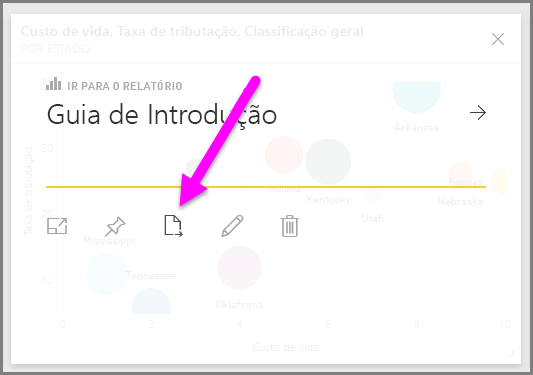 Custo de vida, Taxa de tributação, Classificação geral
POR ESTADO
IR PARA O RELATÓRIO
Guia de Introdução
Arkansas
Taxa de tributação
30
Indiana
Kentucky
Kansas
Utah
Nebraska
20
Mississippi
Tennessee
10
Oklahoma
0
2
4
6
8
10
Custo de vida